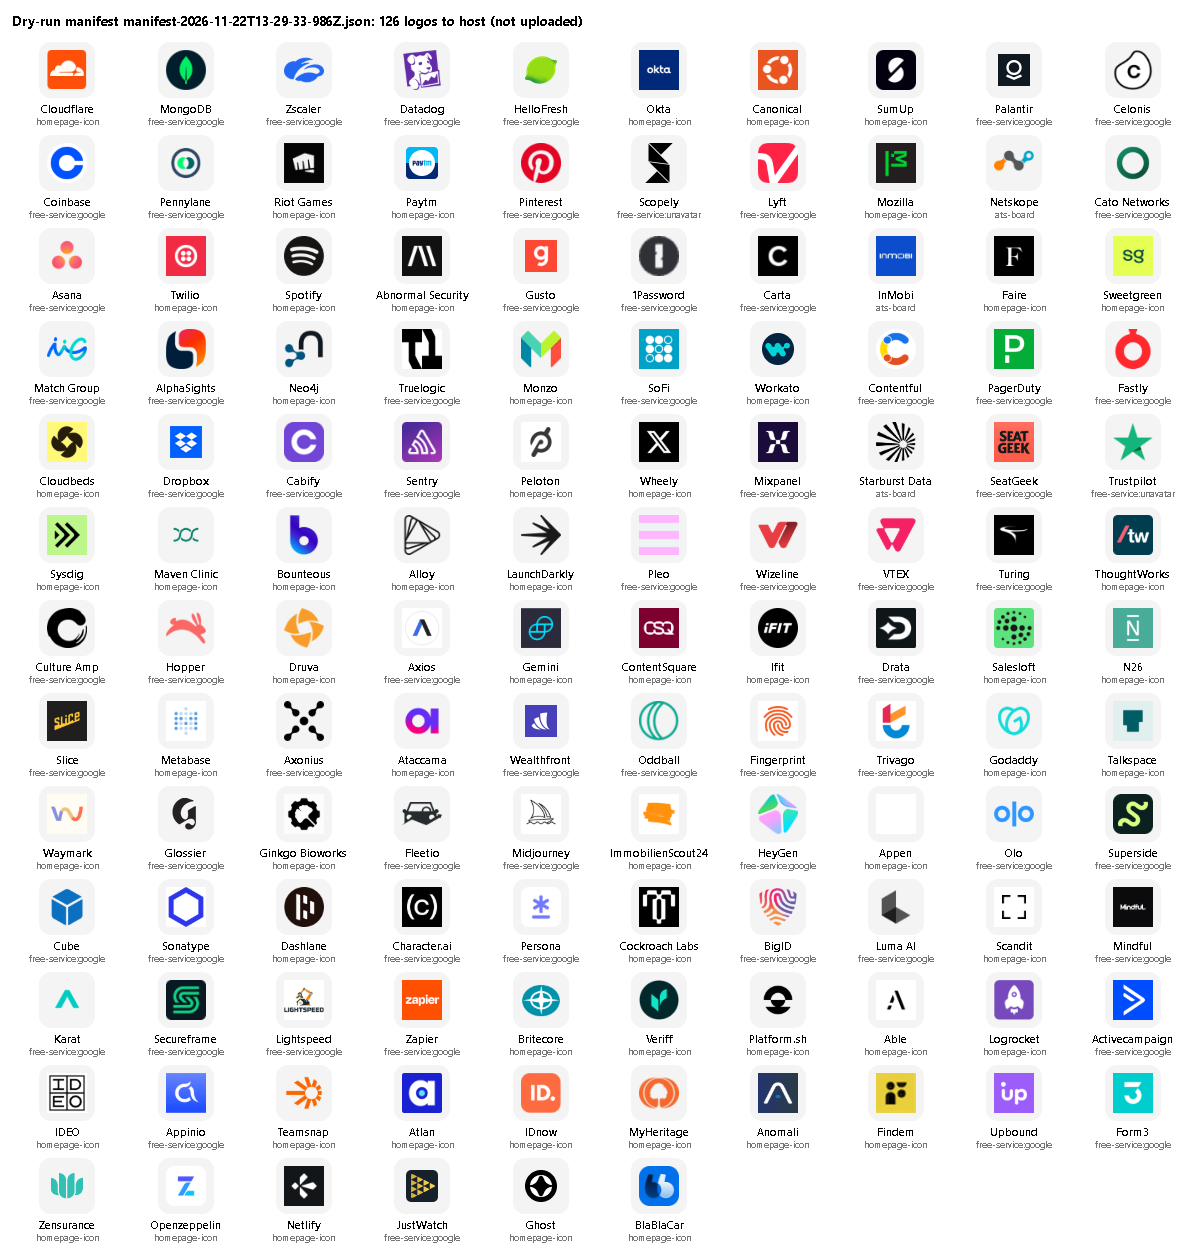 Dry-run manifest manifest-2026-11-22T13-29-33-986Z.json: 126 logos to host (not uploaded)
okta
Cloudflare MongoDB Zscaler Datadog HelloFresh Okta Canonical SumUp Palantir Celonis
homepage-icon free-service:google free-service:google free-service:google free-service:google homepage-icon homepage-icon homepage-icon free-service:google free-service:google
Paytm
Coinbase Pennylane Riot Games Paytm Pinterest Scopely Lyft Mozilla Netskope Cato Networks
free-service:google free-service:google homepage-icon homepage-icon free-service:google free-service:unavatar free-service:google homepage-icon ats-board free-service:google
g C INMOBI F sg
Asana Twilio Spotify Abnormal Security Gusto 1Password Carta InMobi Faire Sweetgreen
free-service:google free-service:google homepage-icon homepage-icon free-service:google free-service:google homepage-icon ats-board homepage-icon free-service:google
P
Match Group AlphaSights Neo4j Truelogic Monzo SoFi Workato Contentful PagerDuty Fastly
free-service:google free-service:google homepage-icon free-service:google homepage-icon free-service:google homepage-icon free-service:google free-service:google free-service:google
SEAT GEEK
Cloudbeds Dropbox Cabify Sentry Peloton Wheely Mixpanel Starburst Data SeatGeek Trustpilot
homepage-icon free-service:google free-service:google free-service:google homepage-icon homepage-icon free-service:google ats-board free-service:google free-service:unavatar
b /tw
Sysdig Maven Clinic Bounteous Alloy LaunchDarkly Pleo Wizeline VTEX Turing ThoughtWorks
homepage-icon homepage-icon homepage-icon homepage-icon homepage-icon free-service:google free-service:google free-service:google free-service:google homepage-icon
CSQ iFIT N
Culture Amp Hopper Druva Axios Gemini ContentSquare Ifit Drata Salesloft N26
free-service:google free-service:google free-service:google free-service:google homepage-icon homepage-icon homepage-icon free-service:google free-service:google homepage-icon
SLiCE
Slice Metabase Axonius Ataccama Wealthfront Oddball Fingerprint Trivago Godaddy Talkspace
free-service:google homepage-icon free-service:google homepage-icon free-service:google free-service:google free-service:google free-service:google free-service:google homepage-icon
olo
Waymark Glossier Ginkgo Bioworks Fleetio Midjourney ImmobilienScout24 HeyGen Appen Olo Superside
homepage-icon free-service:google homepage-icon free-service:google homepage-icon homepage-icon free-service:google homepage-icon free-service:google free-service:google
(c) Mindful.
Cube Sonatype Dashlane Character.ai Persona Cockroach Labs BigID Luma AI Scandit Mindful
free-service:google free-service:google homepage-icon homepage-icon free-service:google homepage-icon free-service:google free-service:google homepage-icon homepage-icon
LIGHTSPEED zapier
Karat Secureframe Lightspeed Zapier Britecore Veriff Platform.sh Able Logrocket Activecampaign
free-service:google free-service:google free-service:google free-service:google homepage-icon homepage-icon homepage-icon homepage-icon free-service:google homepage-icon
IDEO a ID. up 3
IDEO Appinio Teamsnap Atlan IDnow MyHeritage Anomali Findem Upbound Form3
homepage-icon free-service:google homepage-icon homepage-icon homepage-icon homepage-icon homepage-icon homepage-icon free-service:google free-service:google
Zensurance Openzeppelin Netlify JustWatch Ghost BlaBlaCar
homepage-icon homepage-icon homepage-icon free-service:google homepage-icon homepage-icon